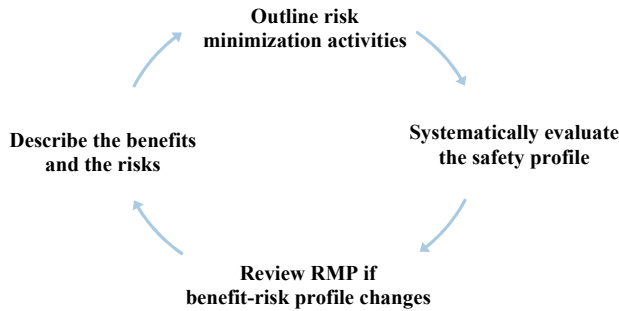 Outline risk
minimization activities
Systematically evaluate
the safety profile
Review RMP if
benefit-risk profile changes
Describe the benefits
and the risks